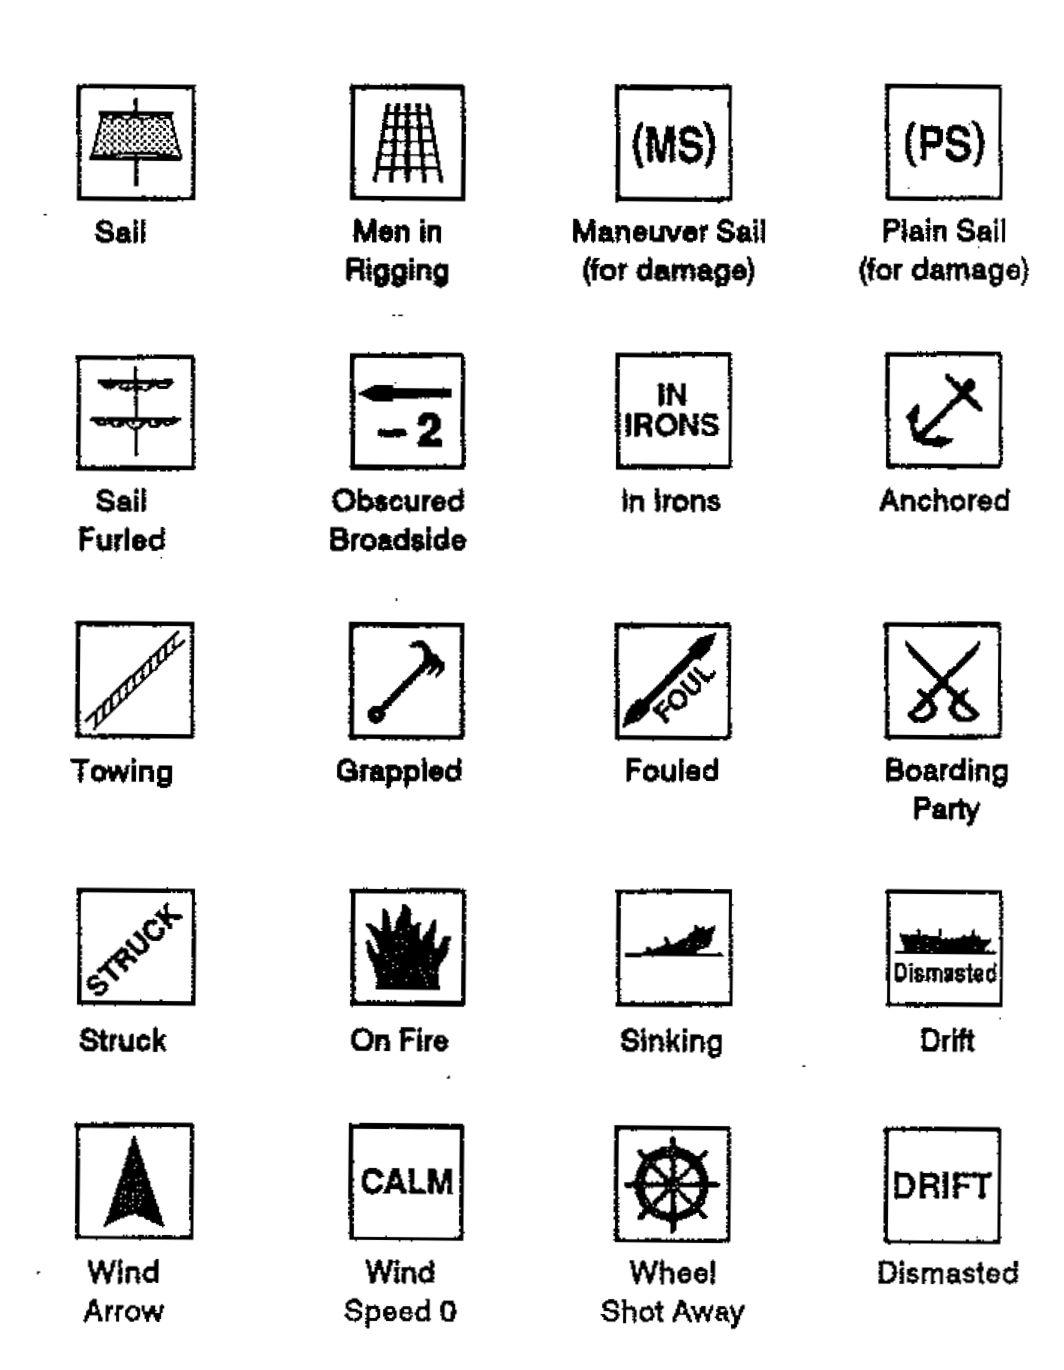 Sail
Men in
Rigging
(MS)
Maneuver Sail
(for damage)
(PS)
Plain Sail
(for damage)
Sail
Furled
- 2
Obscured
Broadside
IN
IRONS
In Irons
Anchored
Towing
Grappled
FOUL
Fouled
Boarding
Party
STRUCK
Struck
On Fire
Sinking
Dismasted
Drift
Wind
Arrow
CALM
Wind
Speed 0
Wheel
Shot Away
DRIFT
Dismasted